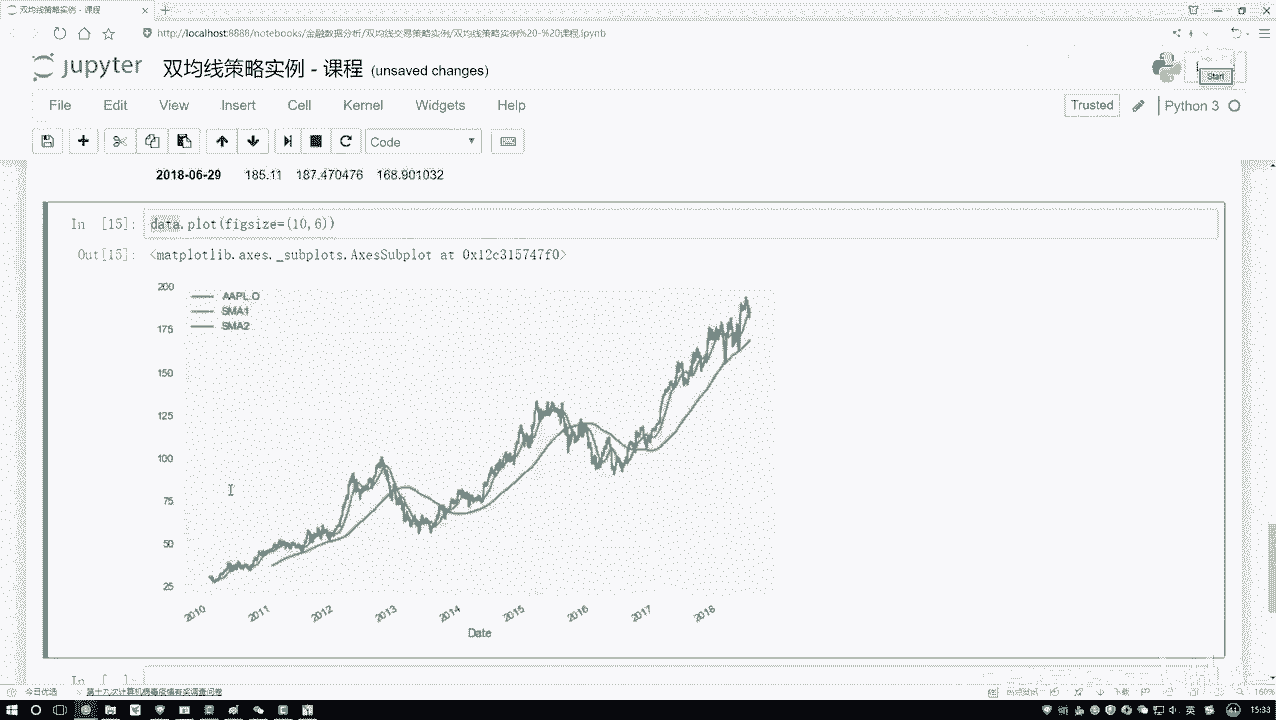 双均线策略实例 - 课程
http://localhost:8888/notebooks/金融数据分析/双均线交易策略实例/双均线策略实例%20-%20课程.ipynb
jupyter 双均线策略实例 - 课程 (unsaved changes)
Start
File Edit View Insert Cell Kernel Widgets Help
Trusted Python 3
Code
2018-06-29 185.11 187.470476 168.901032
In [15]: data.plot(figsize=(10,6))
Out[15]: <matplotlib.axes._subplots.AxesSubplot at 0x12c315747f0>
200
AAPL.O
SMA1
SMA2
175
150
125
100
75
50
25
2010 2011 2012 2013 2014 2015 2016 2017 2018
Date
In [ ]:
今日优选
下载
160%
英
15:33